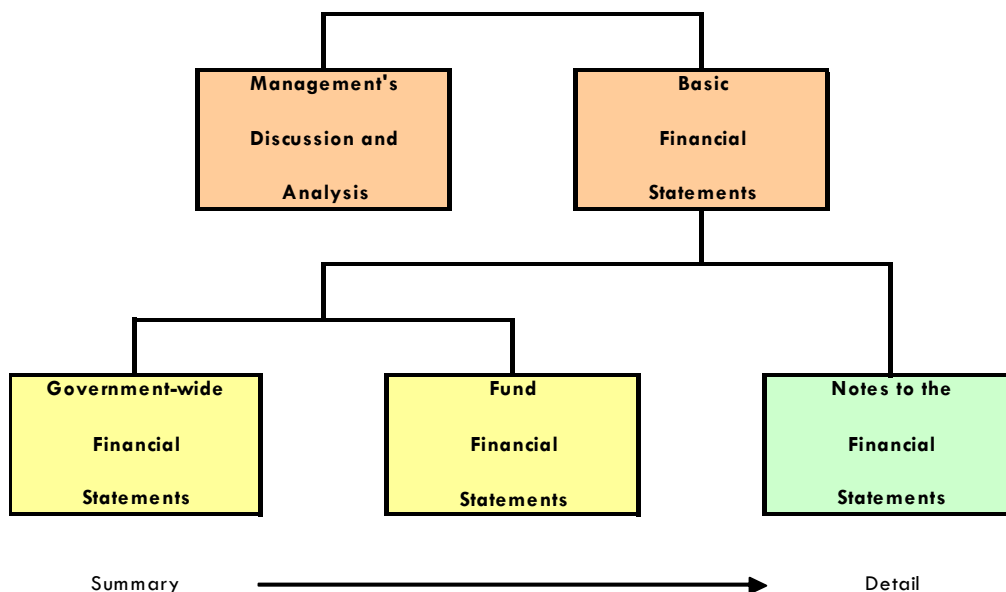 Management's
Discussion and
Analysis
Basic
Financial
Statements
Government-wide
Financial
Statements
Fund
Financial
Statements
Notes to the
Financial
Statements
Summary
Detail